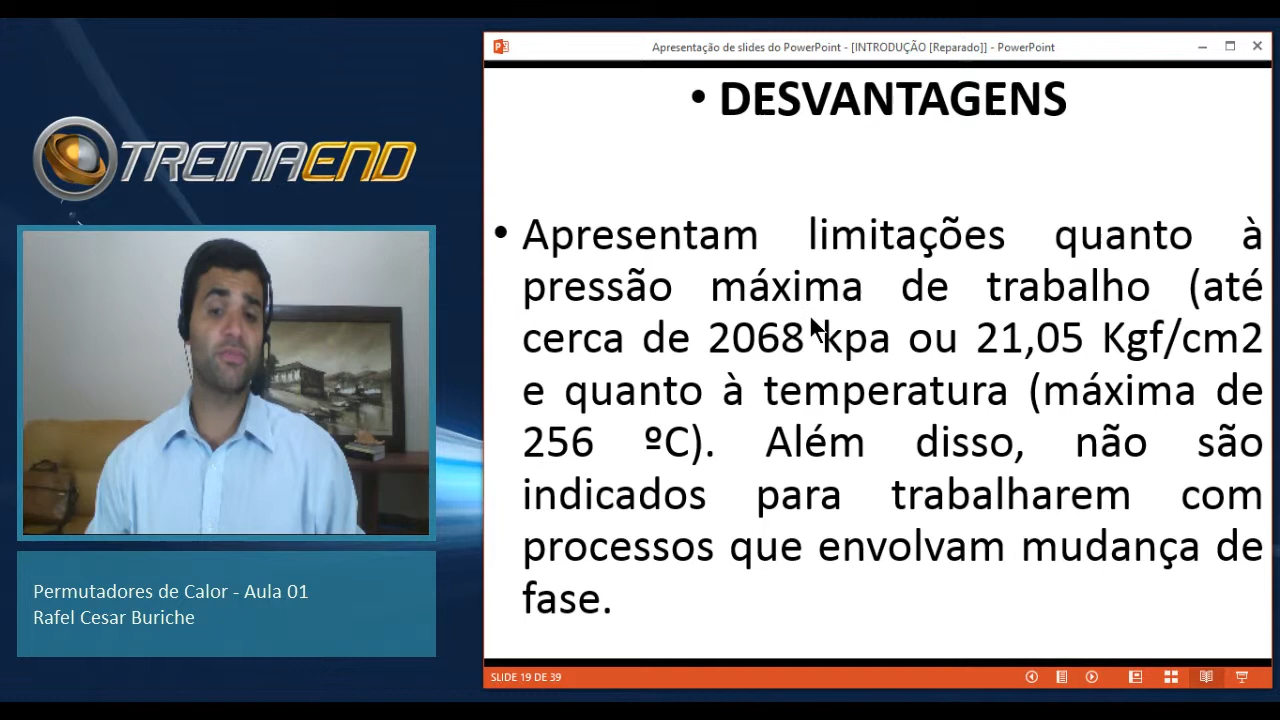 TREINAEND
Permutadores de Calor - Aula 01
Rafel Cesar Buriche
Apresentação de slides do PowerPoint - [INTRODUÇÃO [Reparado]] - PowerPoint
• DESVANTAGENS
• Apresentam limitações quanto à
pressão máxima de trabalho (até
cerca de 2068 kpa ou 21,05 Kgf/cm2
e quanto à temperatura (máxima de
256 ºC). Além disso, não são
indicados para trabalharem com
processos que envolvam mudança de
fase.
SLIDE 19 DE 39